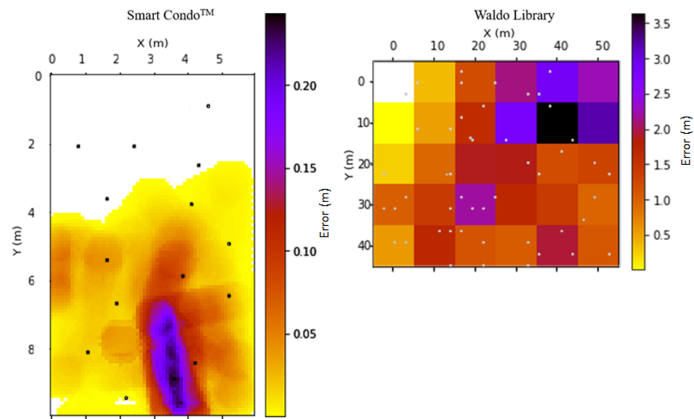 Smart Condo™
X (m)
0 1 2 3 4 5
0
2
4
6
8
Y (m)
0.20
0.15
0.10
0.05
Error (m)
Waldo Library
X (m)
0 10 20 30 40 50
0
10
20
30
40
Y (m)
3.5
3.0
2.5
2.0
1.5
1.0
0.5
Error (m)